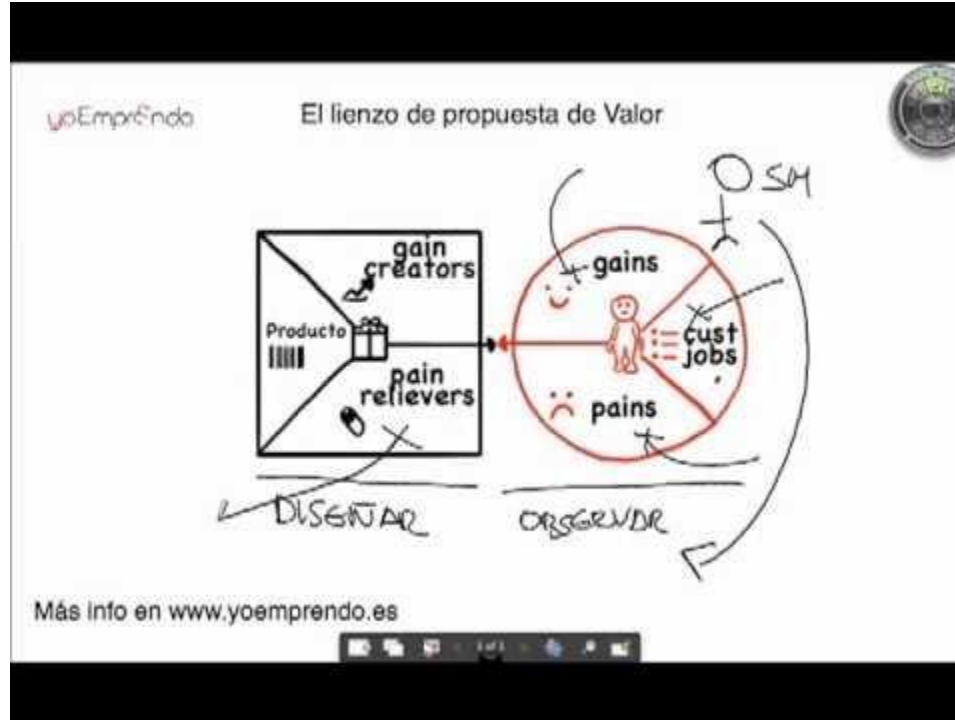 yoEmprendo
El lienzo de propuesta de Valor
gain
creators
Producto
pain
relievers
gains
cust
jobs
pains
DISEÑAR
OBSERVAR
Más info en www.yoemprendo.es